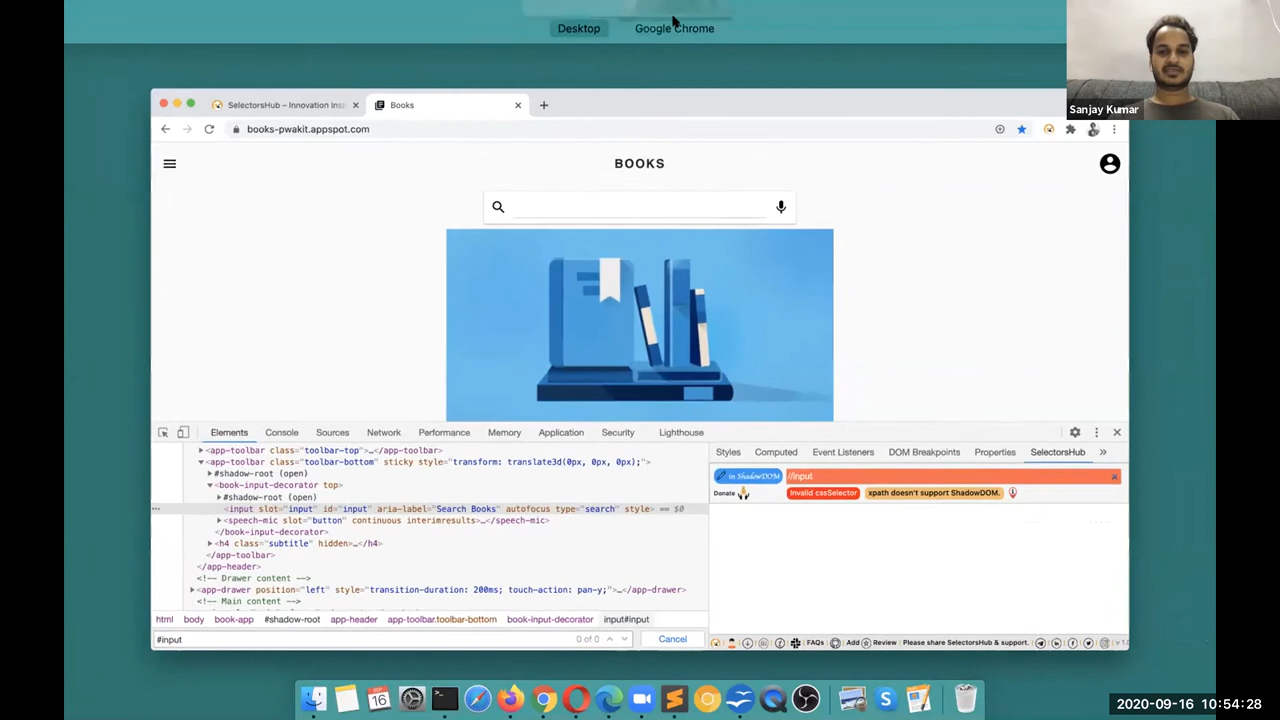 Desktop
Google Chrome
Sanjay Kumar
SelectorsHub – Innovation Insp
Books
books-pwakit.appspot.com
BOOKS
Elements Console Sources Network Performance Memory Application Security Lighthouse
<app-toolbar class="toolbar-top">…</app-toolbar>
<app-toolbar class="toolbar-bottom" sticky style="transform: translate3d(0px, 0px, 0px);">
#shadow-root (open)
<book-input-decorator top>
#shadow-root (open)
<input slot="input" id="input" aria-label="Search Books" autofocus type="search" style> == $0
<speech-mic slot="button" continuous interimresults>…</speech-mic>
</book-input-decorator>
<h4 class="subtitle" hidden>…</h4>
</app-toolbar>
</app-header>
<!-- Drawer content -->
<app-drawer position="left" style="transition-duration: 200ms; touch-action: pan-y;">…</app-drawer>
<!-- Main content -->
html body book-app #shadow-root app-header app-toolbar.toolbar-bottom book-input-decorator input#input
#input
0 of 0
Cancel
Styles Computed Event Listeners DOM Breakpoints Properties SelectorsHub
in ShadowDOM
//input
Donate
Invalid cssSelector
xpath doesn't support ShadowDOM.
FAQs Add Review Please share SelectorsHub & support.
SEP
16
2020-09-16 10:54:28